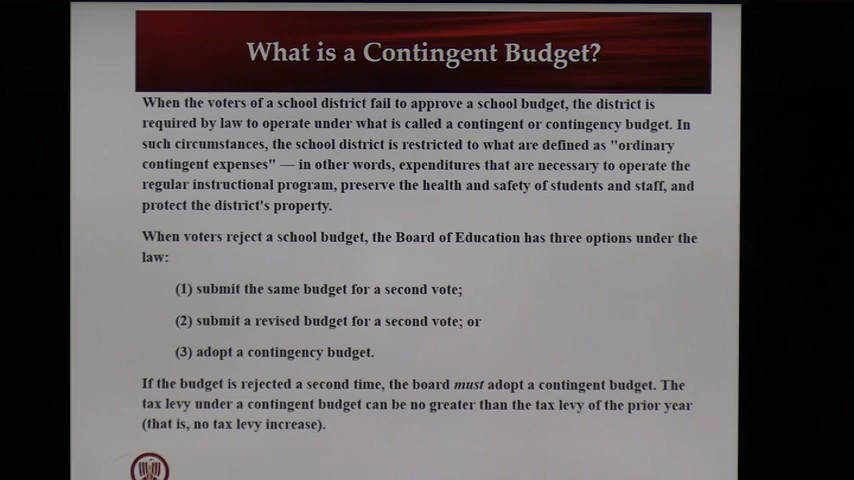 What is a Contingent Budget?
When the voters of a school district fail to approve a school budget, the district is
required by law to operate under what is called a contingent or contingency budget. In
such circumstances, the school district is restricted to what are defined as "ordinary
contingent expenses" — in other words, expenditures that are necessary to operate the
regular instructional program, preserve the health and safety of students and staff, and
protect the district's property.
When voters reject a school budget, the Board of Education has three options under the
law:
(1) submit the same budget for a second vote;
(2) submit a revised budget for a second vote; or
(3) adopt a contingency budget.
If the budget is rejected a second time, the board must adopt a contingent budget. The
tax levy under a contingent budget can be no greater than the tax levy of the prior year
(that is, no tax levy increase).